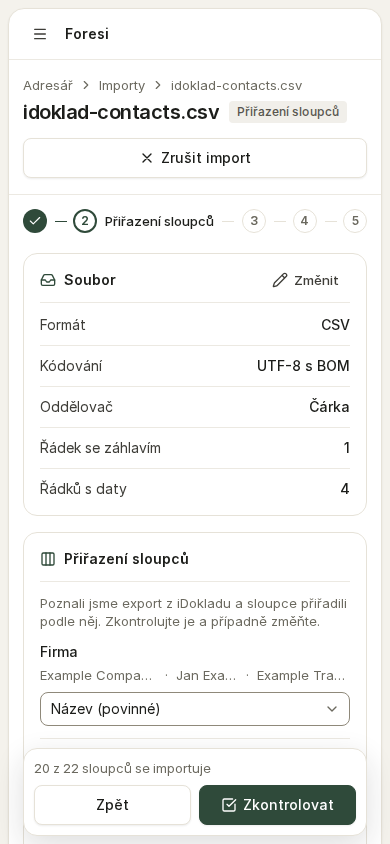 Foresi
Adresář > Importy > idoklad-contacts.csv
idoklad-contacts.csv Přiřazení sloupců
Zrušit import
2 Přiřazení sloupců 3 4 5
Soubor Změnit
Formát CSV
Kódování UTF-8 s BOM
Oddělovač Čárka
Řádek se záhlavím 1
Řádků s daty 4
Přiřazení sloupců
Poznali jsme export z iDokladu a sloupce přiřadili
podle něj. Zkontrolujte je a případně změňte.
Firma
Example Compa… · Jan Exa… · Example Tra…
Název (povinné)
20 z 22 sloupců se importuje
Zpět Zkontrolovat